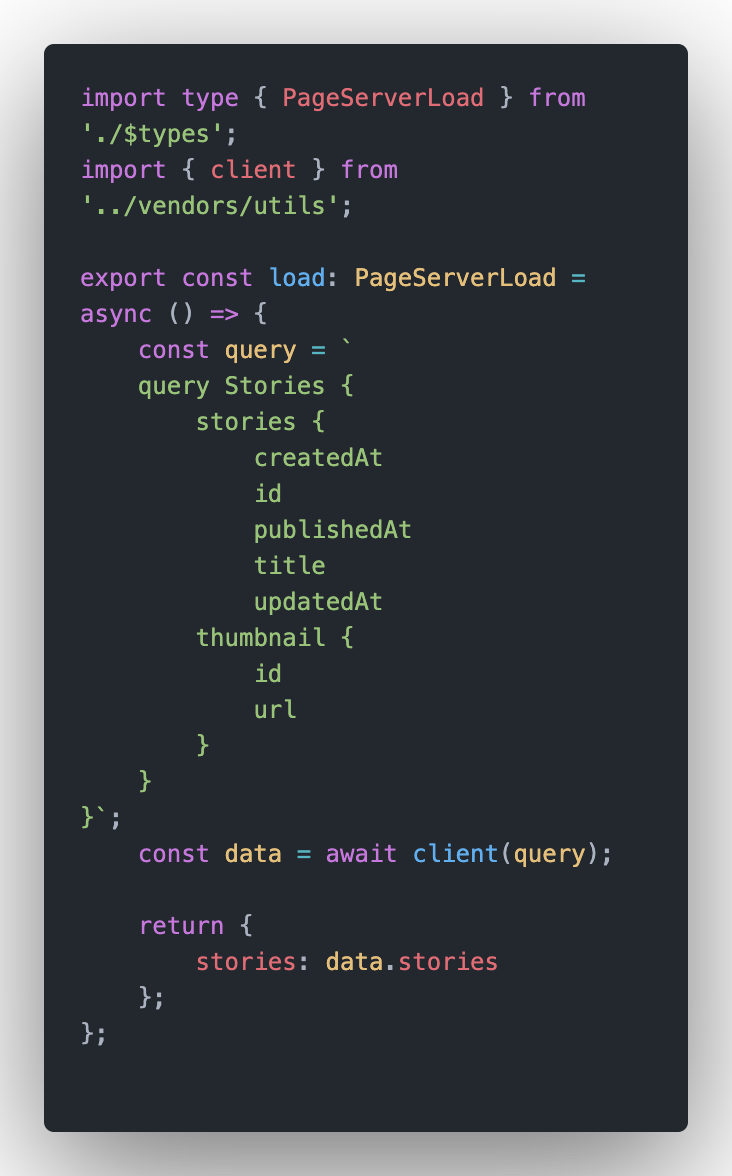 import type { PageServerLoad } from
'./$types';
import { client } from
'../vendors/utils';

export const load: PageServerLoad =
async () => {
    const query = `
    query Stories {
        stories {
            createdAt
            id
            publishedAt
            title
            updatedAt
        thumbnail {
            id
            url
        }
    }
}`;
    const data = await client(query);

    return {
        stories: data.stories
    };
};